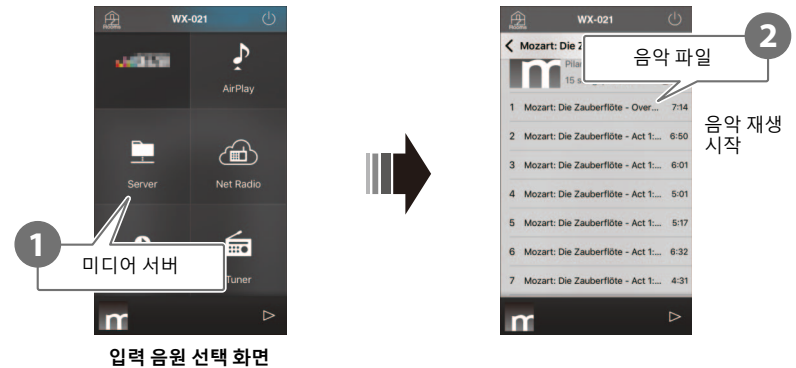 Rooms
WX-021
AirPlay
Server
Net Radio
1
미디어 서버
Tuner
m
입력 음원 선택 화면
Rooms
WX-021
2
Mozart: Die Z
음악 파일
m
15 s
1 Mozart: Die Zauberflöte - Over... 7:14
음악 재생
시작
2 Mozart: Die Zauberflöte - Act 1:... 6:50
3 Mozart: Die Zauberflöte - Act 1:... 6:01
4 Mozart: Die Zauberflöte - Act 1:... 5:01
5 Mozart: Die Zauberflöte - Act 1:... 5:17
6 Mozart: Die Zauberflöte - Act 1:... 6:32
7 Mozart: Die Zauberflöte - Act 1:... 4:31
m